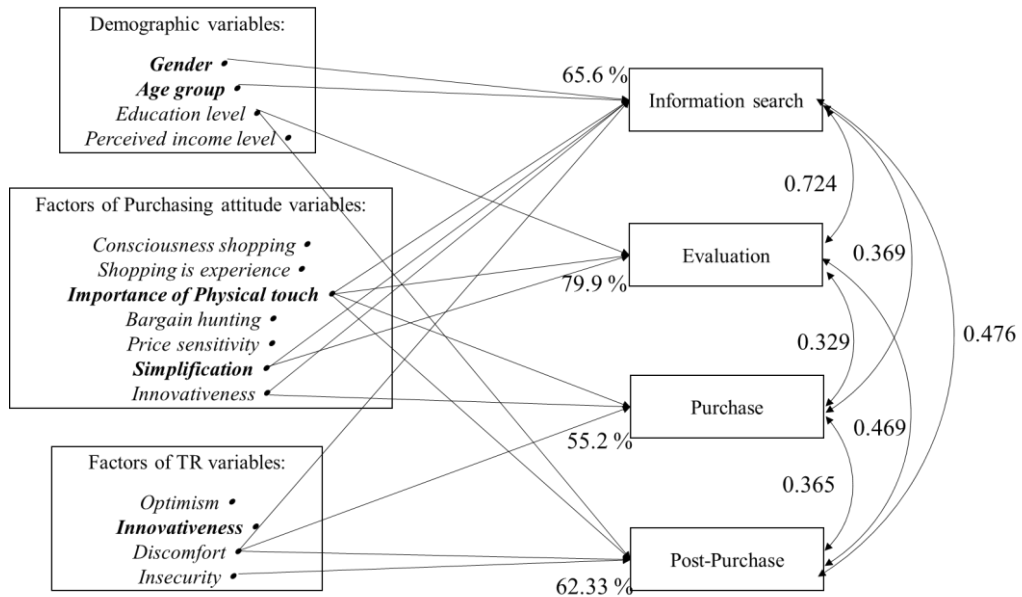 Demographic variables:
Gender
Age group
Education level
Perceived income level
Factors of Purchasing attitude variables:
Consciousness shopping
Shopping is experience
Importance of Physical touch
Bargain hunting
Price sensitivity
Simplification
Innovativeness
Factors of TR variables:
Optimism
Innovativeness
Discomfort
Insecurity
65.6 %
Information search
79.9 %
Evaluation
55.2 %
Purchase
62.33 %
Post-Purchase
0.724
0.369
0.329
0.476
0.469
0.365